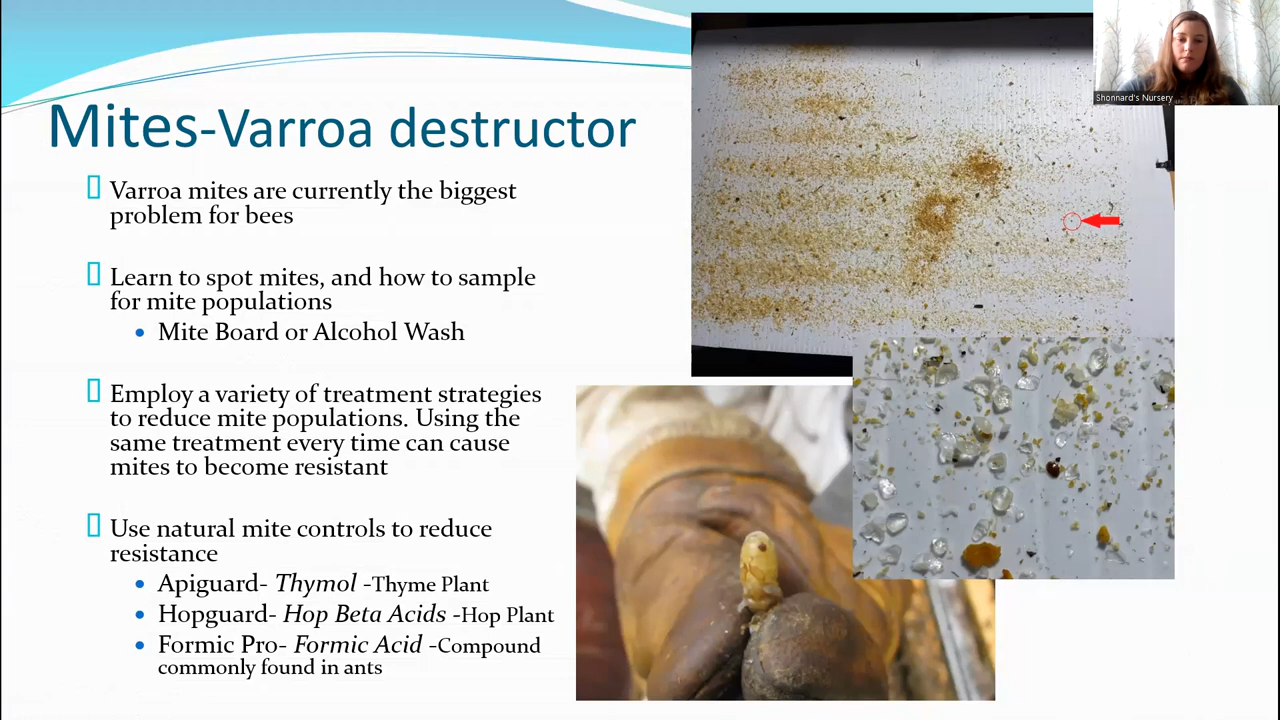 Mites-Varroa destructor
Varroa mites are currently the biggest
problem for bees
Learn to spot mites, and how to sample
for mite populations
• Mite Board or Alcohol Wash
Employ a variety of treatment strategies
to reduce mite populations. Using the
same treatment every time can cause
mites to become resistant
Use natural mite controls to reduce
resistance
• Apiguard- Thymol -Thyme Plant
• Hopguard- Hop Beta Acids -Hop Plant
• Formic Pro- Formic Acid -Compound
commonly found in ants
Shonnard's Nursery